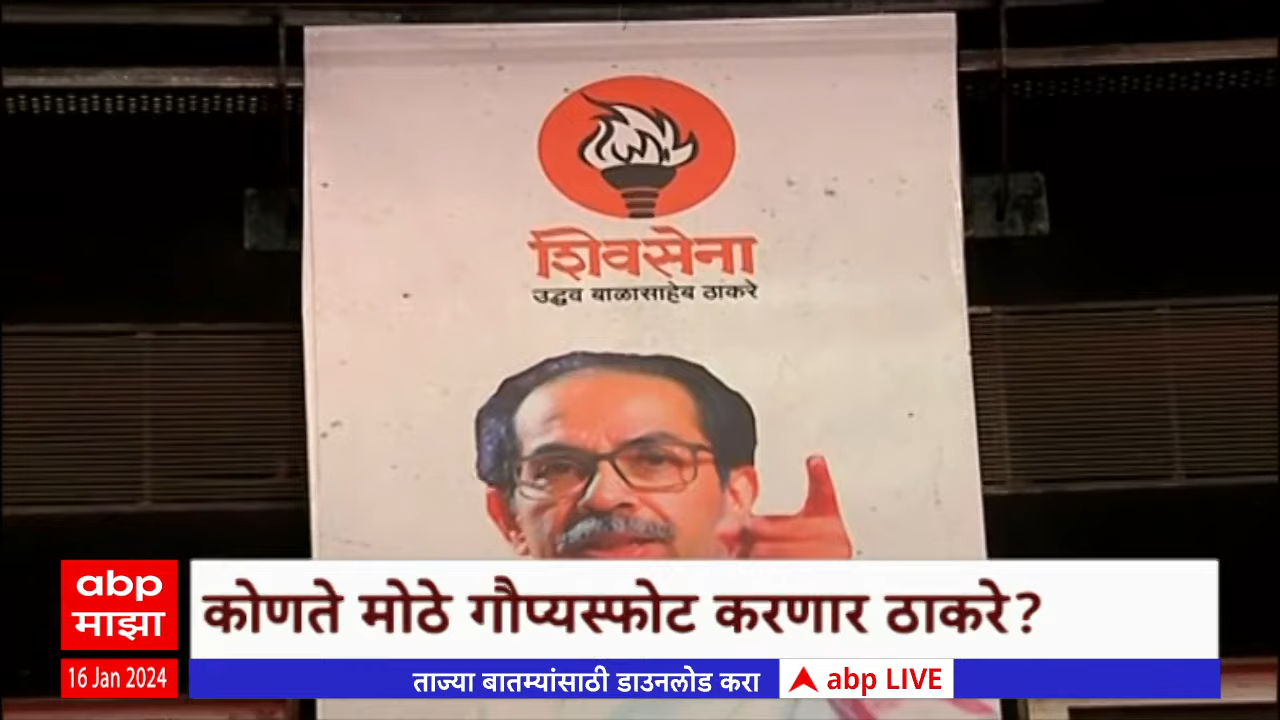 शिवसेना
उद्धव बाळासाहेब ठाकरे
abp
माझा
कोणते मोठे गौप्यस्फोट करणार ठाकरे?
16 Jan 2024
ताज्या बातम्यांसाठी डाउनलोड करा
abp LIVE